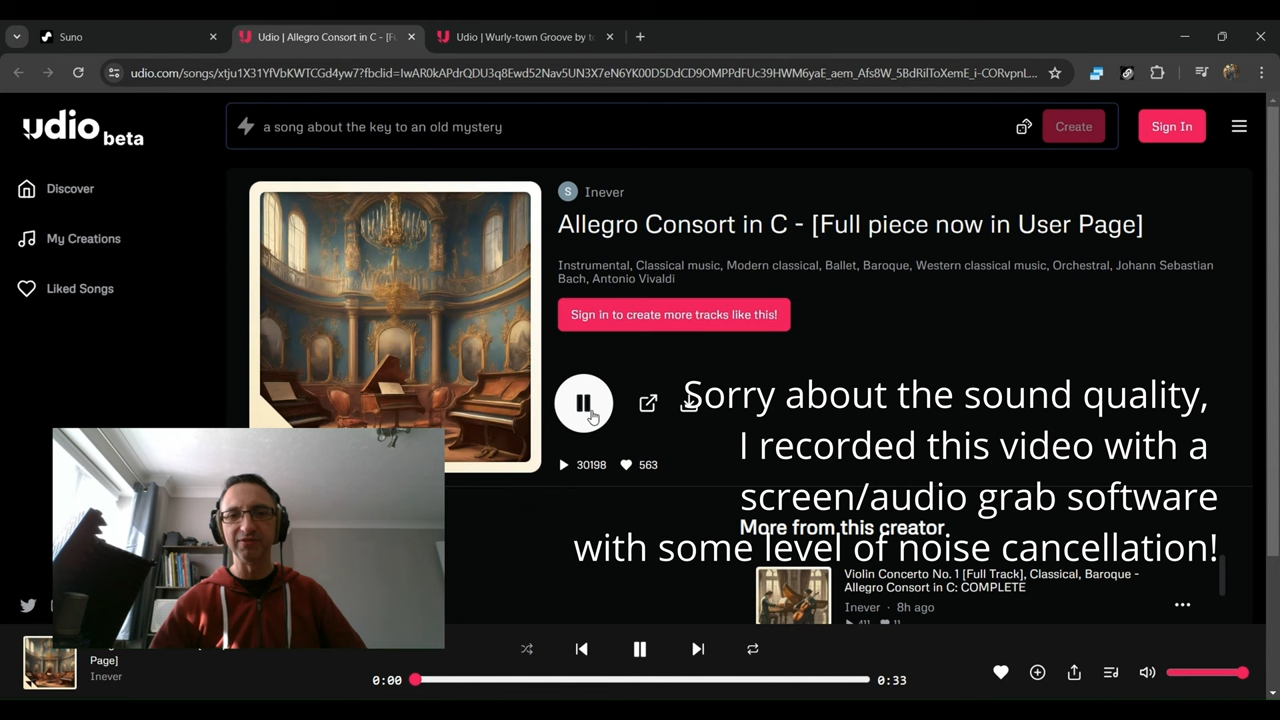 Suno
Udio | Allegro Consort in C - [F
Udio | Wurly-town Groove by
udio.com/songs/xtju1X31YfVbKWTCGd4yw7?fbclid=IwAR0kAPdrQDU3q8Ewd52Nav5UN3X7eN6YK00D5DdCD9OMPPdFUc39HWM6yaE_aem_Afs8W_5BdRilToXemE_i-CORvpnL...
udio beta
a song about the key to an old mystery
Create
Sign In
Discover
My Creations
Liked Songs
S Inever
Allegro Consort in C - [Full piece now in User Page]
Instrumental, Classical music, Modern classical, Ballet, Baroque, Western classical music, Orchestral, Johann Sebastian
Bach, Antonio Vivaldi
Sign in to create more tracks like this!
30198 563
Sorry about the sound quality,
I recorded this video with a
screen/audio grab software
with some level of noise cancellation!
More from this creator
Violin Concerto No. 1 [Full Track], Classical, Baroque -
Allegro Consort in C: COMPLETE
Inever · 8h ago
411 11
Page]
Inever
0:00
0:33